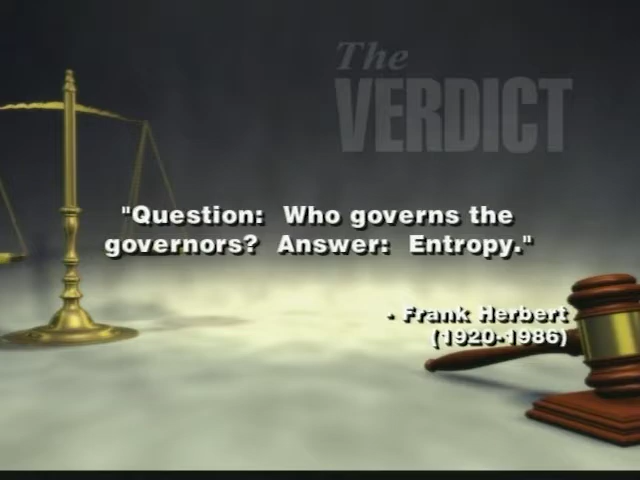 The
VERDICT
"Question:  Who governs the
governors?  Answer:  Entropy."
- Frank Herbert
(1920-1986)